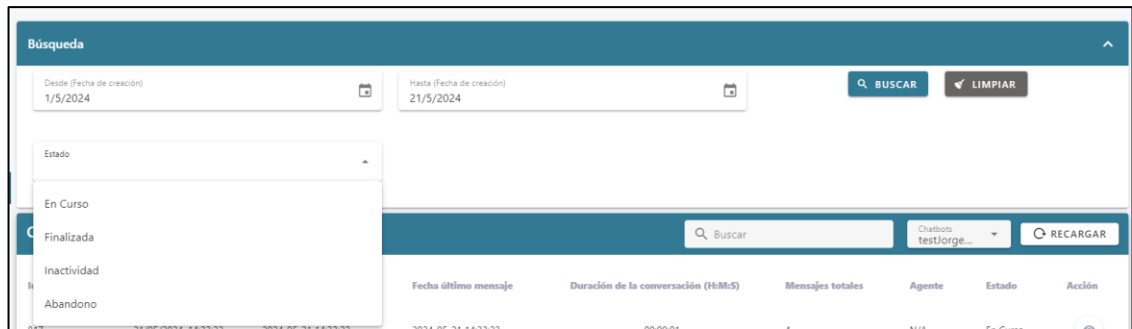 Búsqueda
Desde (Fecha de creación)
1/5/2024
Hasta (Fecha de creación)
21/5/2024
BUSCAR
LIMPIAR
Estado
En Curso
Finalizada
Inactividad
Abandono
Buscar
Chatbots
testJorge...
RECARGAR
Fecha último mensaje Duración de la conversación (H:M:S) Mensajes totales Agente Estado Acción